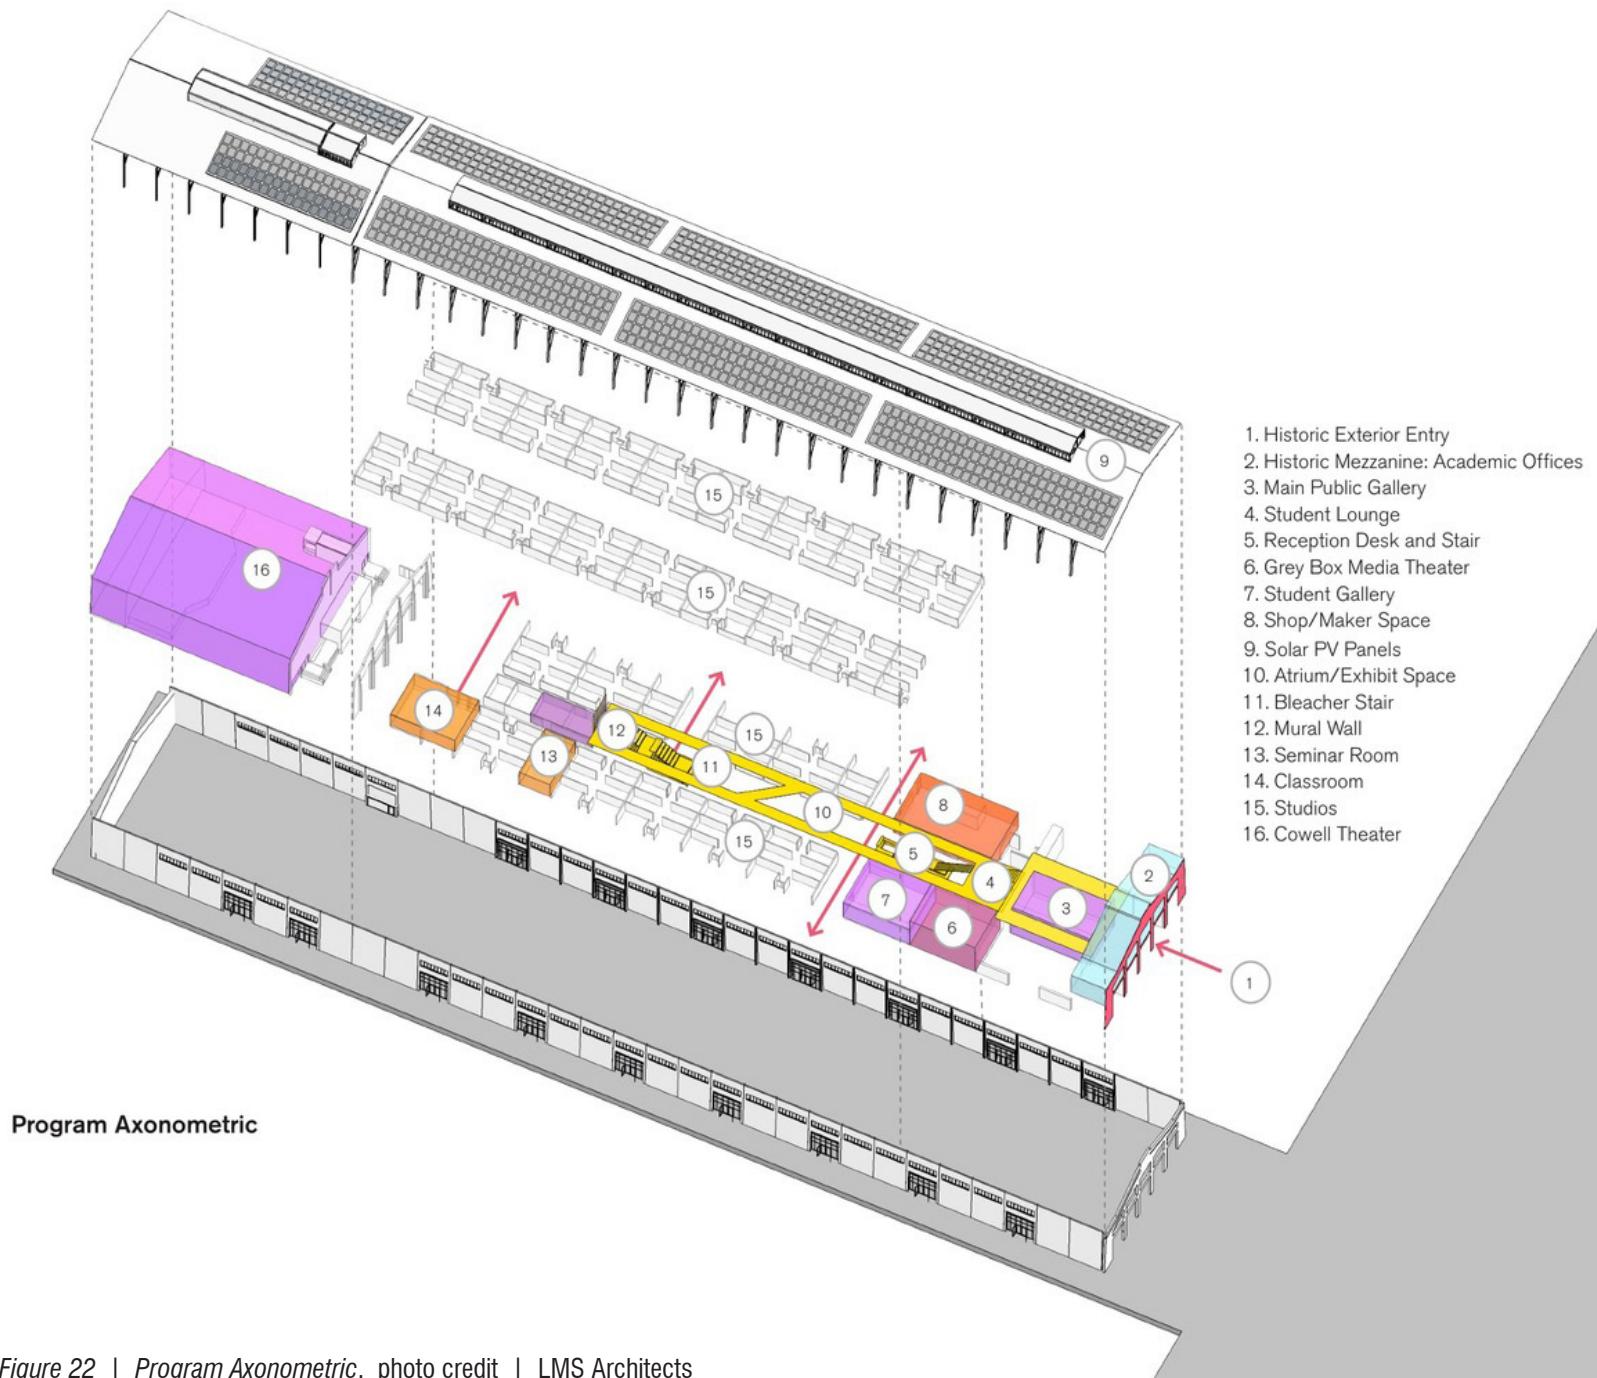 9
1. Historic Exterior Entry
2. Historic Mezzanine: Academic Offices
3. Main Public Gallery
4. Student Lounge
5. Reception Desk and Stair
6. Grey Box Media Theater
7. Student Gallery
8. Shop/Maker Space
9. Solar PV Panels
10. Atrium/Exhibit Space
11. Bleacher Stair
12. Mural Wall
13. Seminar Room
14. Classroom
15. Studios
16. Cowell Theater
15
16
15
14
12
15
13
11
8
10
15
5
2
4
7
3
6
1
Program Axonometric
Figure 22 | Program Axonometric, photo credit | LMS Architects